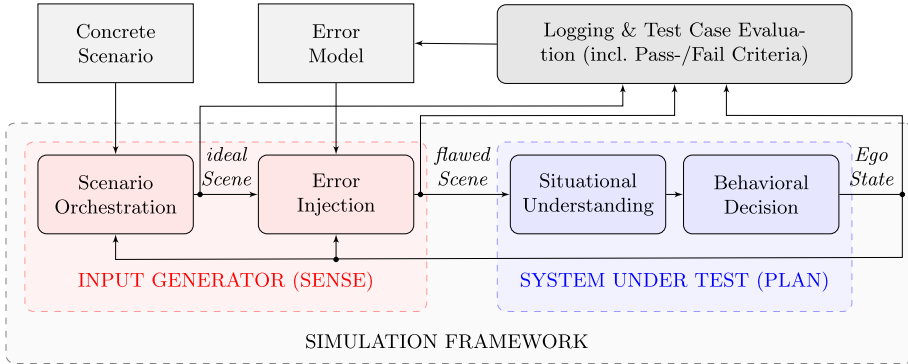 Concrete
Scenario
Error
Model
Logging & Test Case Evalua-
tion (incl. Pass-/Fail Criteria)
ideal
Scene
flawed
Scene
Ego
State
Scenario
Orchestration
Error
Injection
Situational
Understanding
Behavioral
Decision
INPUT GENERATOR (SENSE)
SYSTEM UNDER TEST (PLAN)
SIMULATION FRAMEWORK